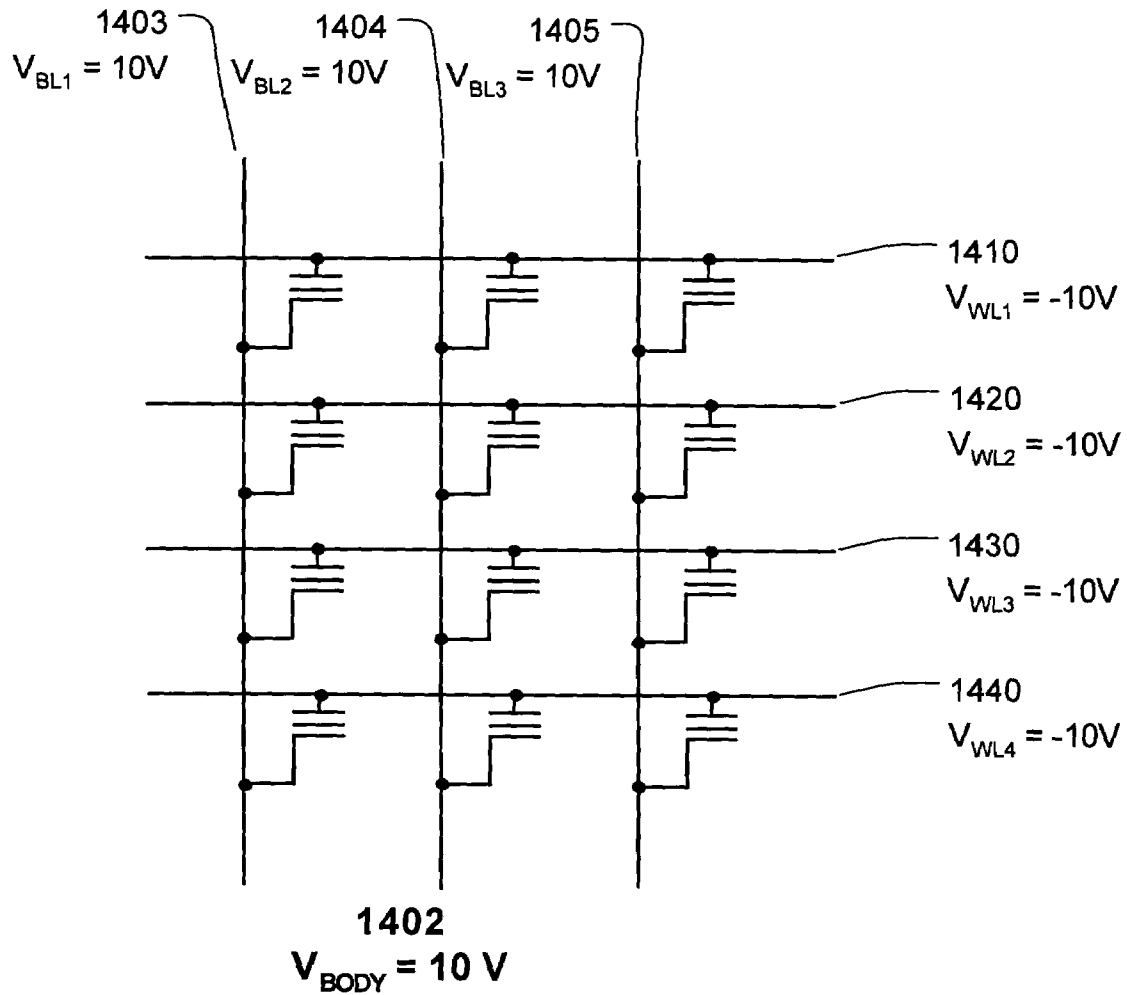 1403 1404 1405
V_BL1 = 10V V_BL2 = 10V V_BL3 = 10V
1410
V_WL1 = -10V
1420
V_WL2 = -10V
1430
V_WL3 = -10V
1440
V_WL4 = -10V
1402
V_BODY = 10 V